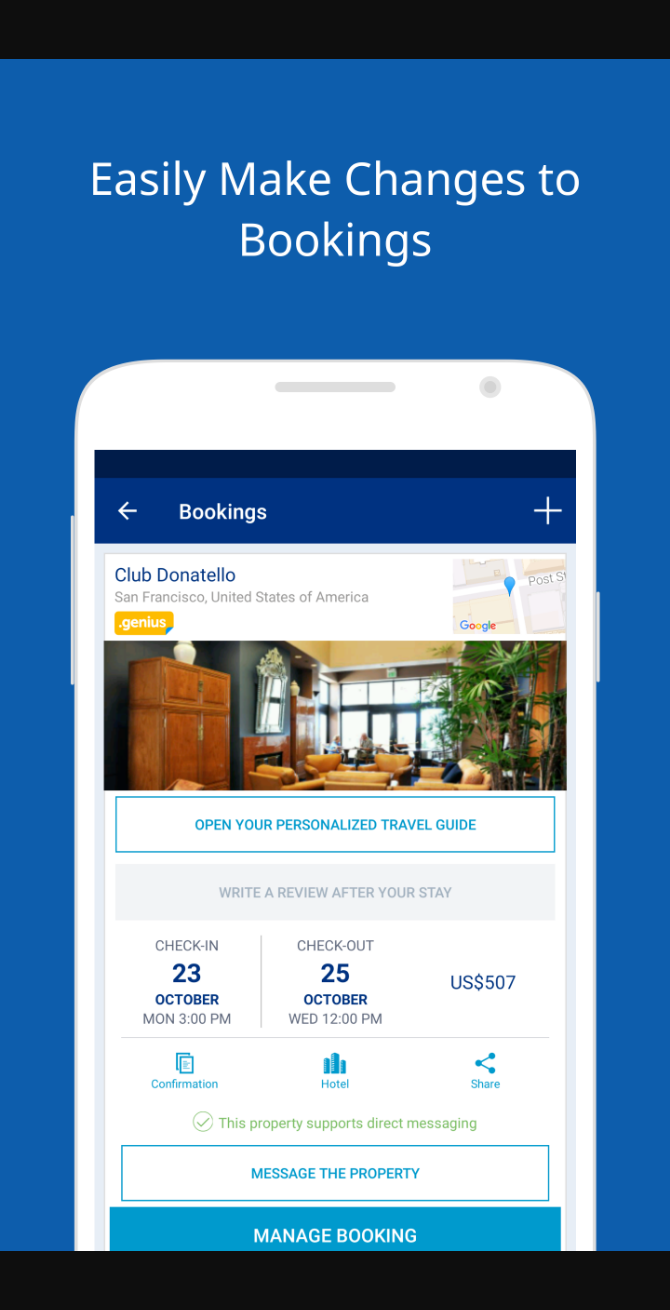 Easily Make Changes to
Bookings
Bookings
Club Donatello
San Francisco, United States of America
.genius
Post St
Google
OPEN YOUR PERSONALIZED TRAVEL GUIDE
WRITE A REVIEW AFTER YOUR STAY
CHECK-IN
23
OCTOBER
MON 3:00 PM
CHECK-OUT
25
OCTOBER
WED 12:00 PM
US$507
Confirmation
Hotel
Share
This property supports direct messaging
MESSAGE THE PROPERTY
MANAGE BOOKING